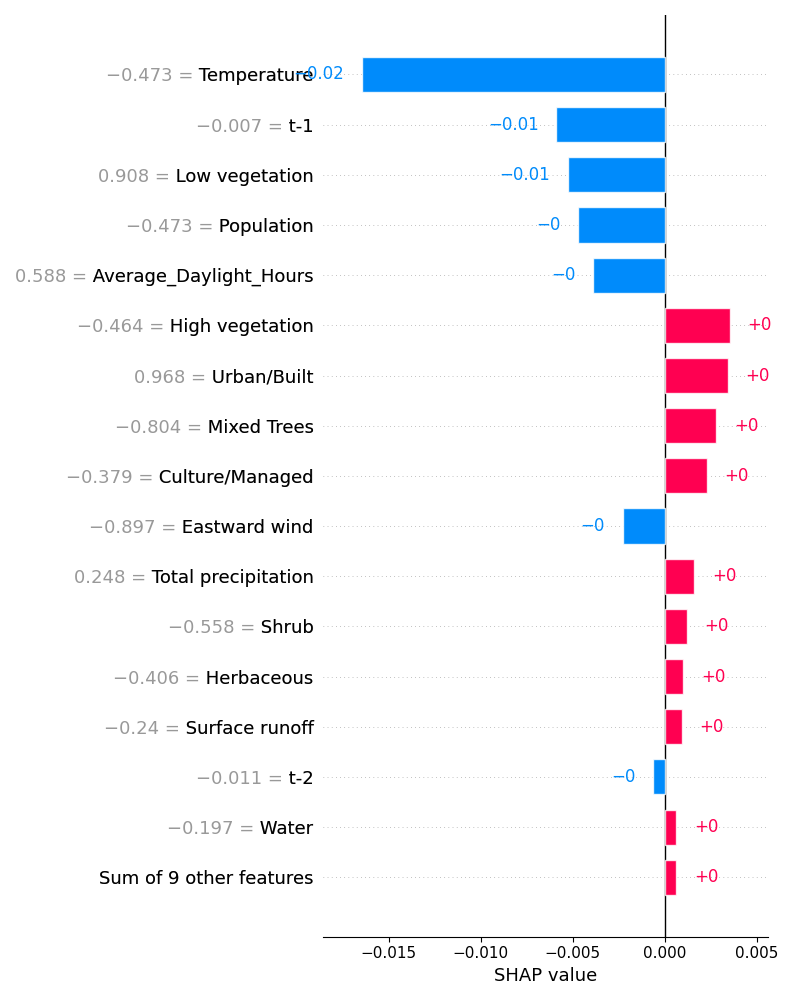 −0.473 = Temperature −0.02
−0.007 = t-1 −0.01
0.908 = Low vegetation −0.01
−0.473 = Population −0
0.588 = Average_Daylight_Hours −0
−0.464 = High vegetation +0
0.968 = Urban/Built +0
−0.804 = Mixed Trees +0
−0.379 = Culture/Managed +0
−0.897 = Eastward wind −0
0.248 = Total precipitation +0
−0.558 = Shrub +0
−0.406 = Herbaceous +0
−0.24 = Surface runoff +0
−0.011 = t-2 −0
−0.197 = Water +0
Sum of 9 other features +0
−0.015 −0.010 −0.005 0.000 0.005
SHAP value